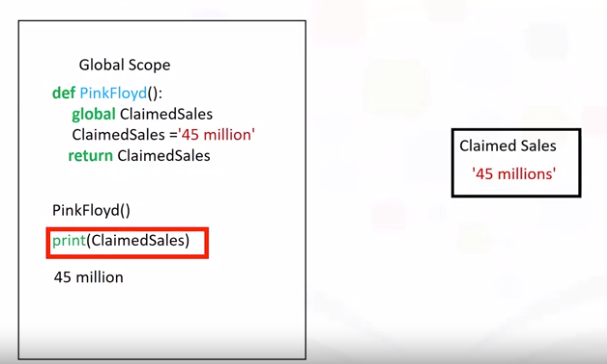 Global Scope
def PinkFloyd():
global ClaimedSales
ClaimedSales ='45 million'
return ClaimedSales
PinkFloyd()
print(ClaimedSales)
45 million
Claimed Sales
'45 millions'